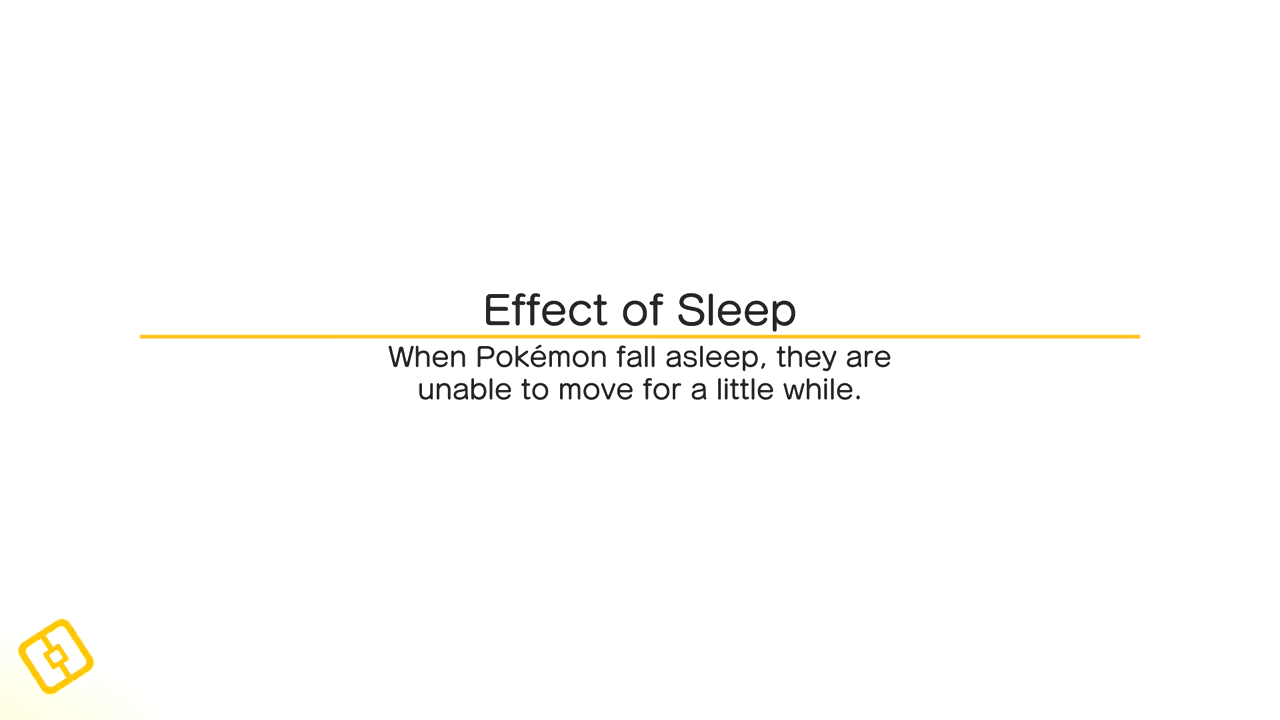 Effect of Sleep
When Pokémon fall asleep, they are
unable to move for a little while.